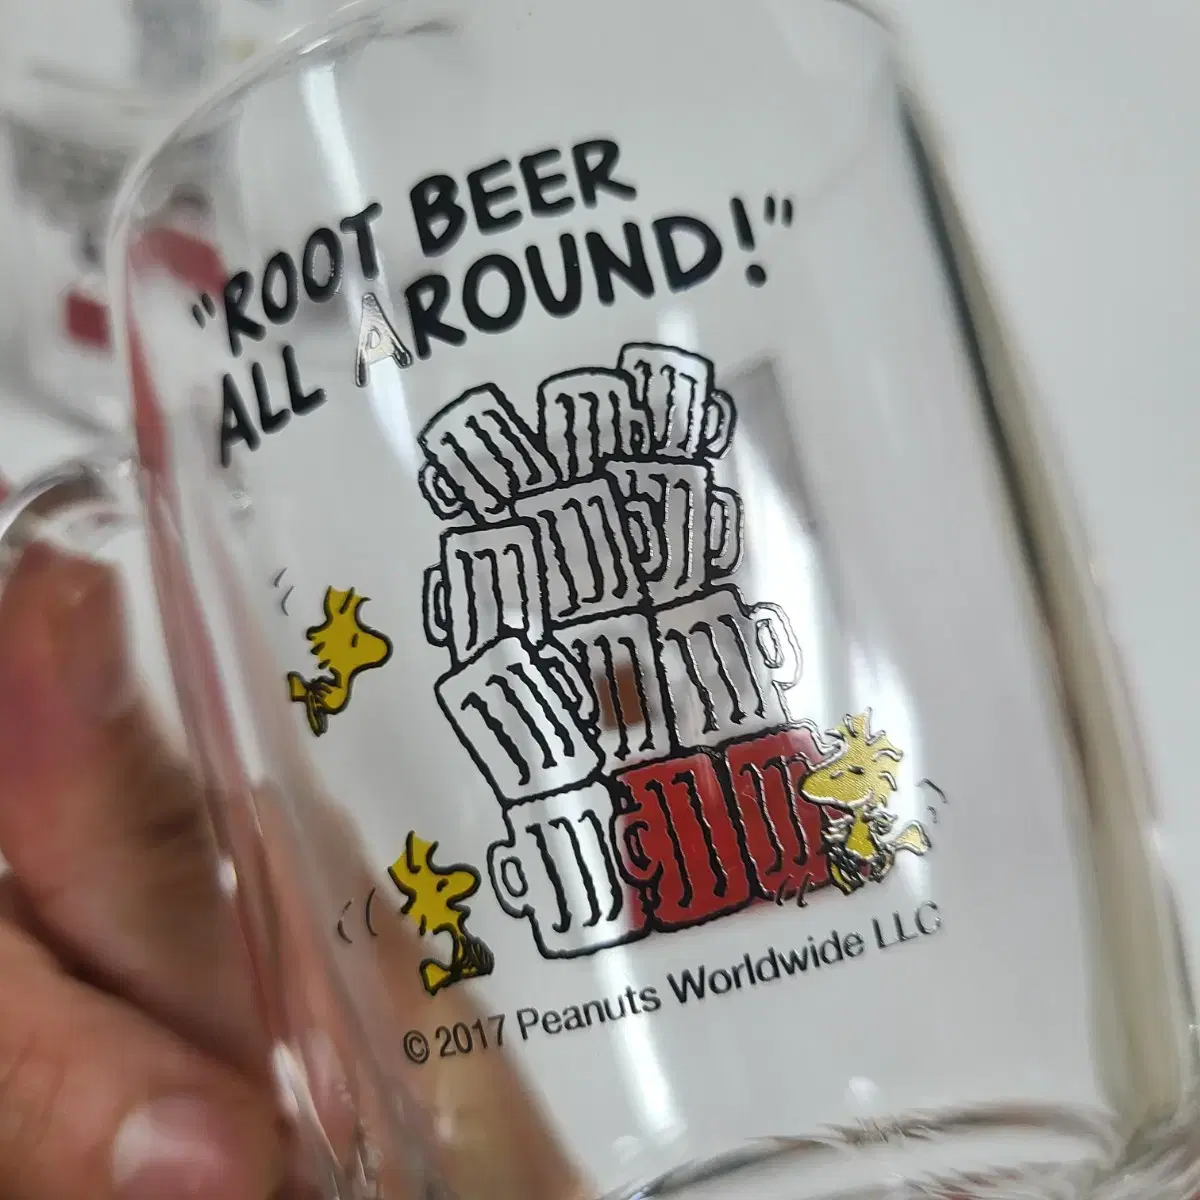 "ROOT BEER
ALL AROUND!"
© 2017 Peanuts Worldwide LLC